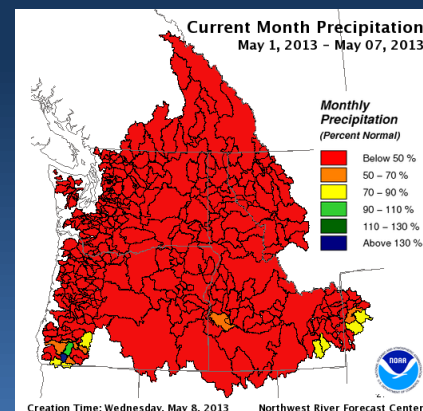 Current Month Precipitation
May 1, 2013 – May 07, 2013
Monthly
Precipitation
(Percent Normal)
Below 50 %
50 – 70 %
70 – 90 %
90 – 110 %
110 – 130 %
Above 130 %
NOAA
Creation Time: Wednesday, May 8, 2013 Northwest River Forecast Center